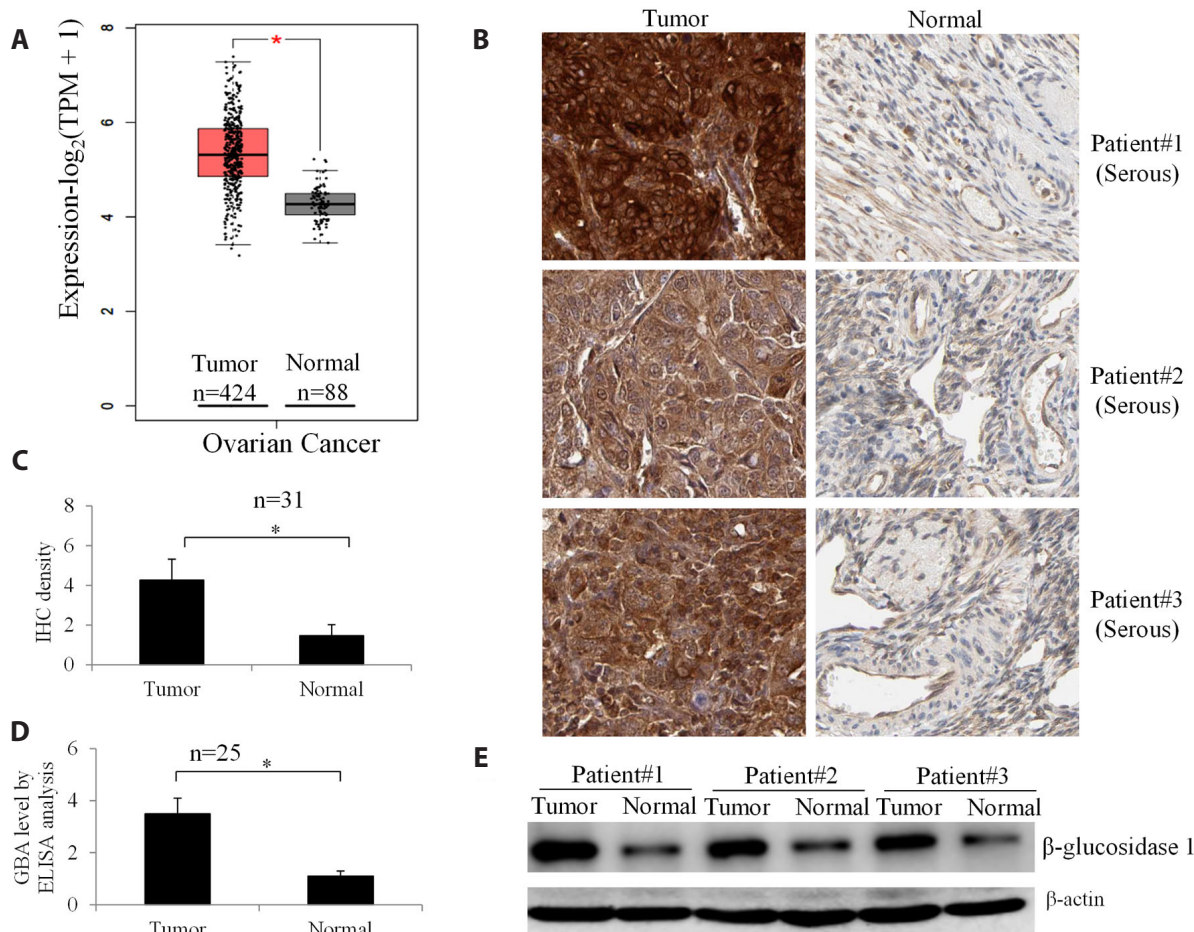 A
Expression-log2(TPM + 1)
8
6
4
2
0
*
Tumor Normal
n=424 n=88
Ovarian Cancer
B
Tumor Normal
Patient#1
(Serous)
Patient#2
(Serous)
Patient#3
(Serous)
C
IHC density
8
6
4
2
0
n=31
*
Tumor Normal
D
GBA level by
ELISA analysis
6
4
2
0
n=25
*
Tumor Normal
E
Patient#1 Patient#2 Patient#3
Tumor Normal Tumor Normal Tumor Normal
β-glucosidase 1
β-actin